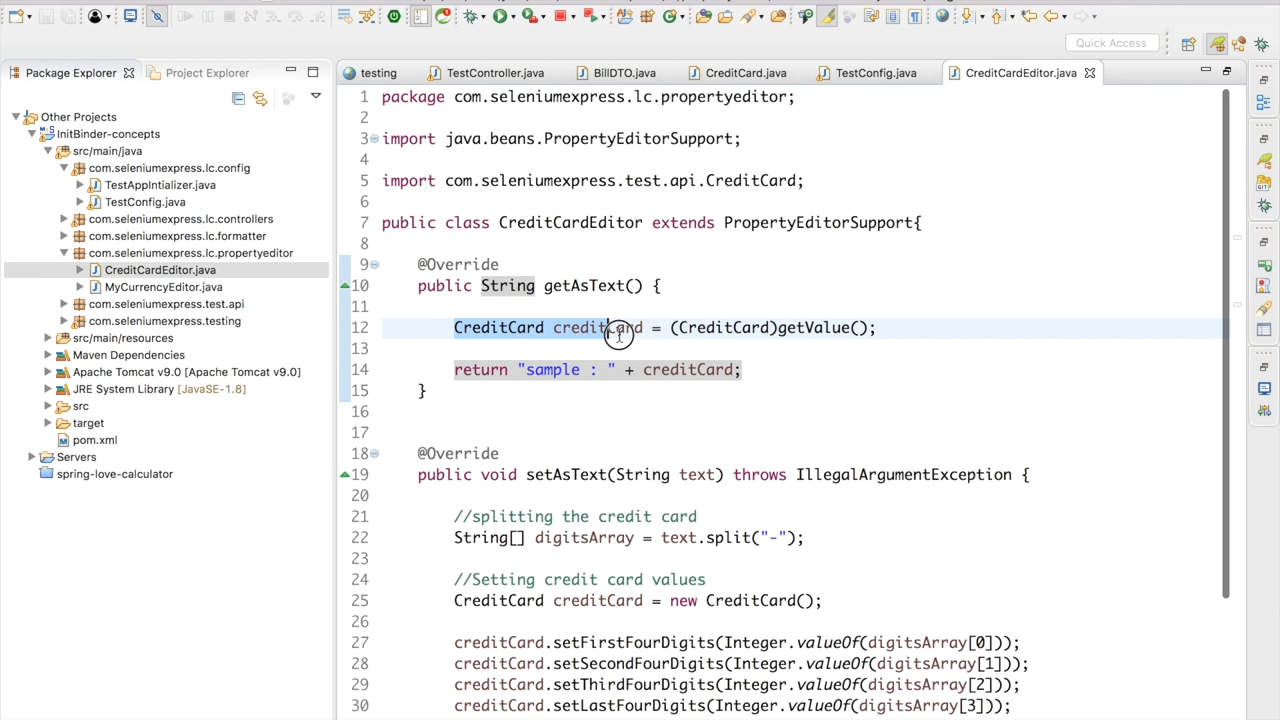 Quick Access
Package Explorer
Project Explorer
testing
TestController.java
BillDTO.java
CreditCard.java
TestConfig.java
CreditCardEditor.java
Other Projects
InitBinder-concepts
src/main/java
com.seleniumexpress.lc.config
TestAppIntializer.java
TestConfig.java
com.seleniumexpress.lc.controllers
com.seleniumexpress.lc.formatter
com.seleniumexpress.lc.propertyeditor
CreditCardEditor.java
MyCurrencyEditor.java
com.seleniumexpress.test.api
com.seleniumexpress.testing
src/main/resources
Maven Dependencies
Apache Tomcat v9.0 [Apache Tomcat v9.0]
JRE System Library [JavaSE-1.8]
src
target
pom.xml
Servers
spring-love-calculator
1 package com.seleniumexpress.lc.propertyeditor;
2
3 import java.beans.PropertyEditorSupport;
4
5 import com.seleniumexpress.test.api.CreditCard;
6
7 public class CreditCardEditor extends PropertyEditorSupport{
8
9 @Override
10 public String getAsText() {
11
12 CreditCard creditCard = (CreditCard)getValue();
13
14 return "sample : " + creditCard;
15 }
16
17
18 @Override
19 public void setAsText(String text) throws IllegalArgumentException {
20
21 //splitting the credit card
22 String[] digitsArray = text.split("-");
23
24 //Setting credit card values
25 CreditCard creditCard = new CreditCard();
26
27 creditCard.setFirstFourDigits(Integer.valueOf(digitsArray[0]));
28 creditCard.setSecondFourDigits(Integer.valueOf(digitsArray[1]));
29 creditCard.setThirdFourDigits(Integer.valueOf(digitsArray[2]));
30 creditCard.setLastFourDigits(Integer.valueOf(digitsArray[3]));